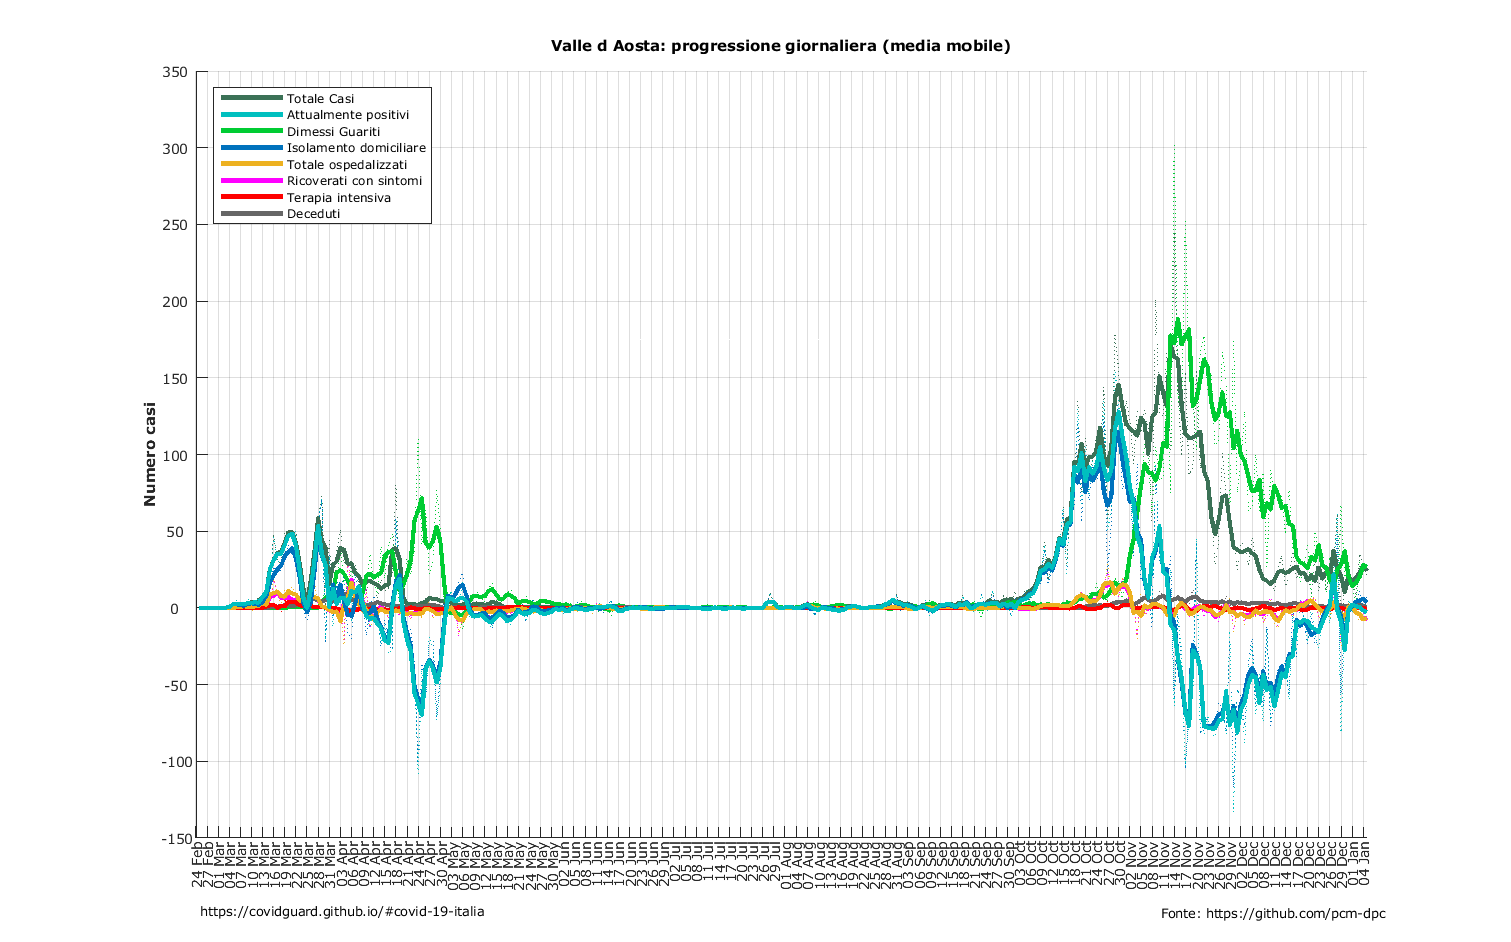 Valle d Aosta: progressione giornaliera (media mobile)
Numero casi
350
300
250
200
150
100
50
0
-50
-100
-150
Totale Casi
Attualmente positivi
Dimessi Guariti
Isolamento domiciliare
Totale ospedalizzati
Ricoverati con sintomi
Terapia intensiva
Deceduti
24 Feb
27 Feb
01 Mar
04 Mar
07 Mar
10 Mar
13 Mar
16 Mar
19 Mar
22 Mar
25 Mar
28 Mar
31 Mar
03 Apr
06 Apr
09 Apr
12 Apr
15 Apr
18 Apr
21 Apr
24 Apr
27 Apr
30 Apr
03 May
06 May
09 May
12 May
15 May
18 May
21 May
24 May
27 May
30 May
02 Jun
05 Jun
08 Jun
11 Jun
14 Jun
17 Jun
20 Jun
23 Jun
26 Jun
29 Jun
02 Jul
05 Jul
08 Jul
11 Jul
14 Jul
17 Jul
20 Jul
23 Jul
26 Jul
29 Jul
01 Aug
04 Aug
07 Aug
10 Aug
13 Aug
16 Aug
19 Aug
22 Aug
25 Aug
28 Aug
31 Aug
03 Sep
06 Sep
09 Sep
12 Sep
15 Sep
18 Sep
21 Sep
24 Sep
27 Sep
30 Sep
03 Oct
06 Oct
09 Oct
12 Oct
15 Oct
18 Oct
21 Oct
24 Oct
27 Oct
30 Oct
02 Nov
05 Nov
08 Nov
11 Nov
14 Nov
17 Nov
20 Nov
23 Nov
26 Nov
29 Nov
02 Dec
05 Dec
08 Dec
11 Dec
14 Dec
17 Dec
20 Dec
23 Dec
26 Dec
29 Dec
01 Jan
04 Jan
https://covidguard.github.io/#covid-19-italia
Fonte: https://github.com/pcm-dpc